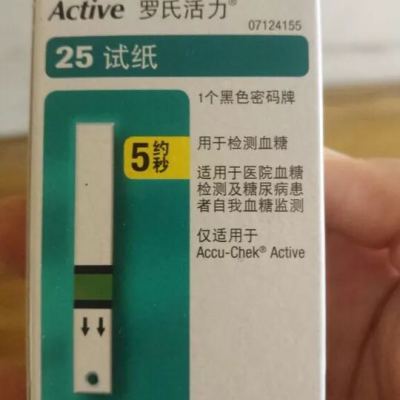 Active 罗氏活力®
07124155
25 试纸
1个黑色密码牌
5约秒
用于检测血糖
适用于医院血糖
检测及糖尿病患
者自我血糖监测
仅适用于
Accu-Chek® Active